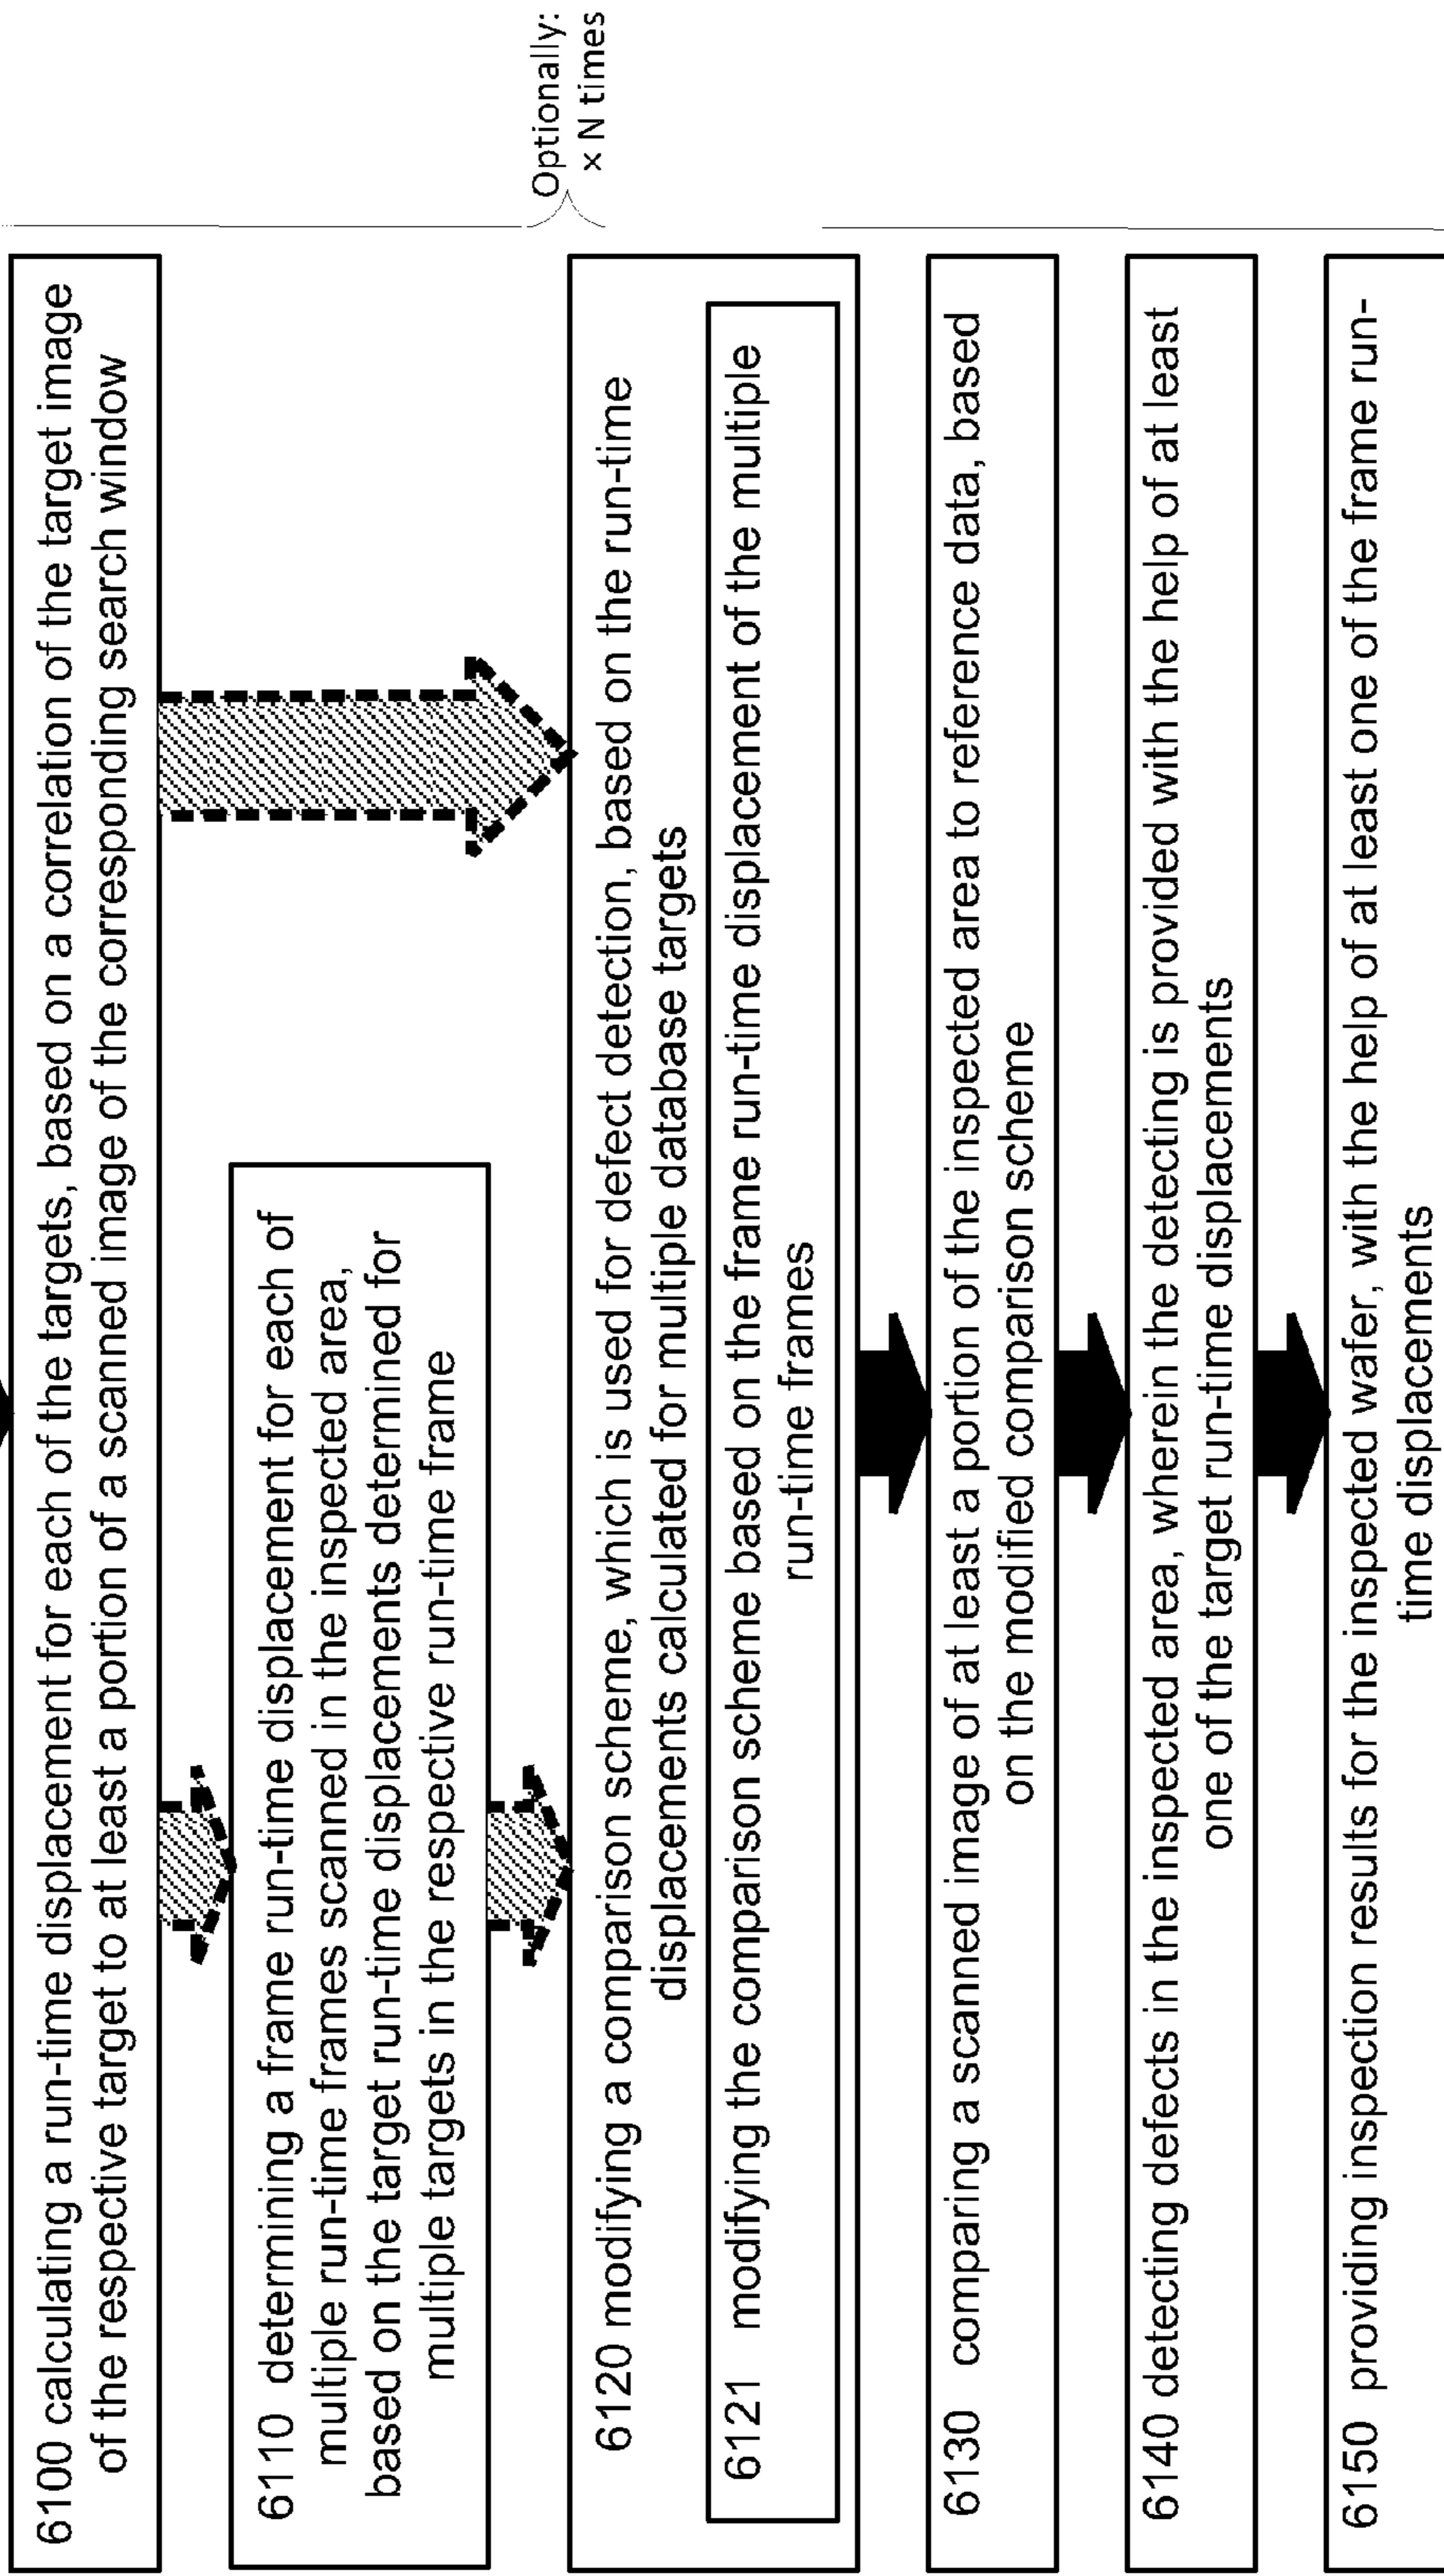 6100 calculating a run-time displacement for each of the targets, based on a correlation of the target image
of the respective target to at least a portion of a scanned image of the corresponding search window
6110 determining a frame run-time displacement for each of
multiple run-time frames scanned in the inspected area,
based on the target run-time displacements determined for
multiple targets in the respective run-time frame
Optionally:
× N times
6120 modifying a comparison scheme, which is used for defect detection, based on the run-time
displacements calculated for multiple database targets
6121 modifying the comparison scheme based on the frame run-time displacement of the multiple
run-time frames
6130 comparing a scanned image of at least a portion of the inspected area to reference data, based
on the modified comparison scheme
6140 detecting defects in the inspected area, wherein the detecting is provided with the help of at least
one of the target run-time displacements
6150 providing inspection results for the inspected wafer, with the help of at least one of the frame run-
time displacements